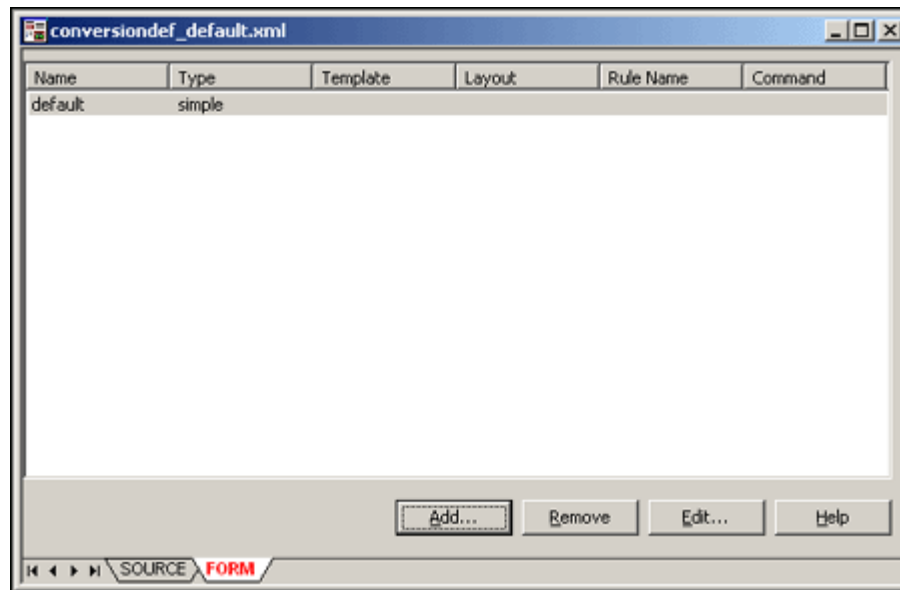 conversiondef_default.xml
Name Type Template Layout Rule Name Command
default simple
Add... Remove Edit... Help
SOURCE FORM